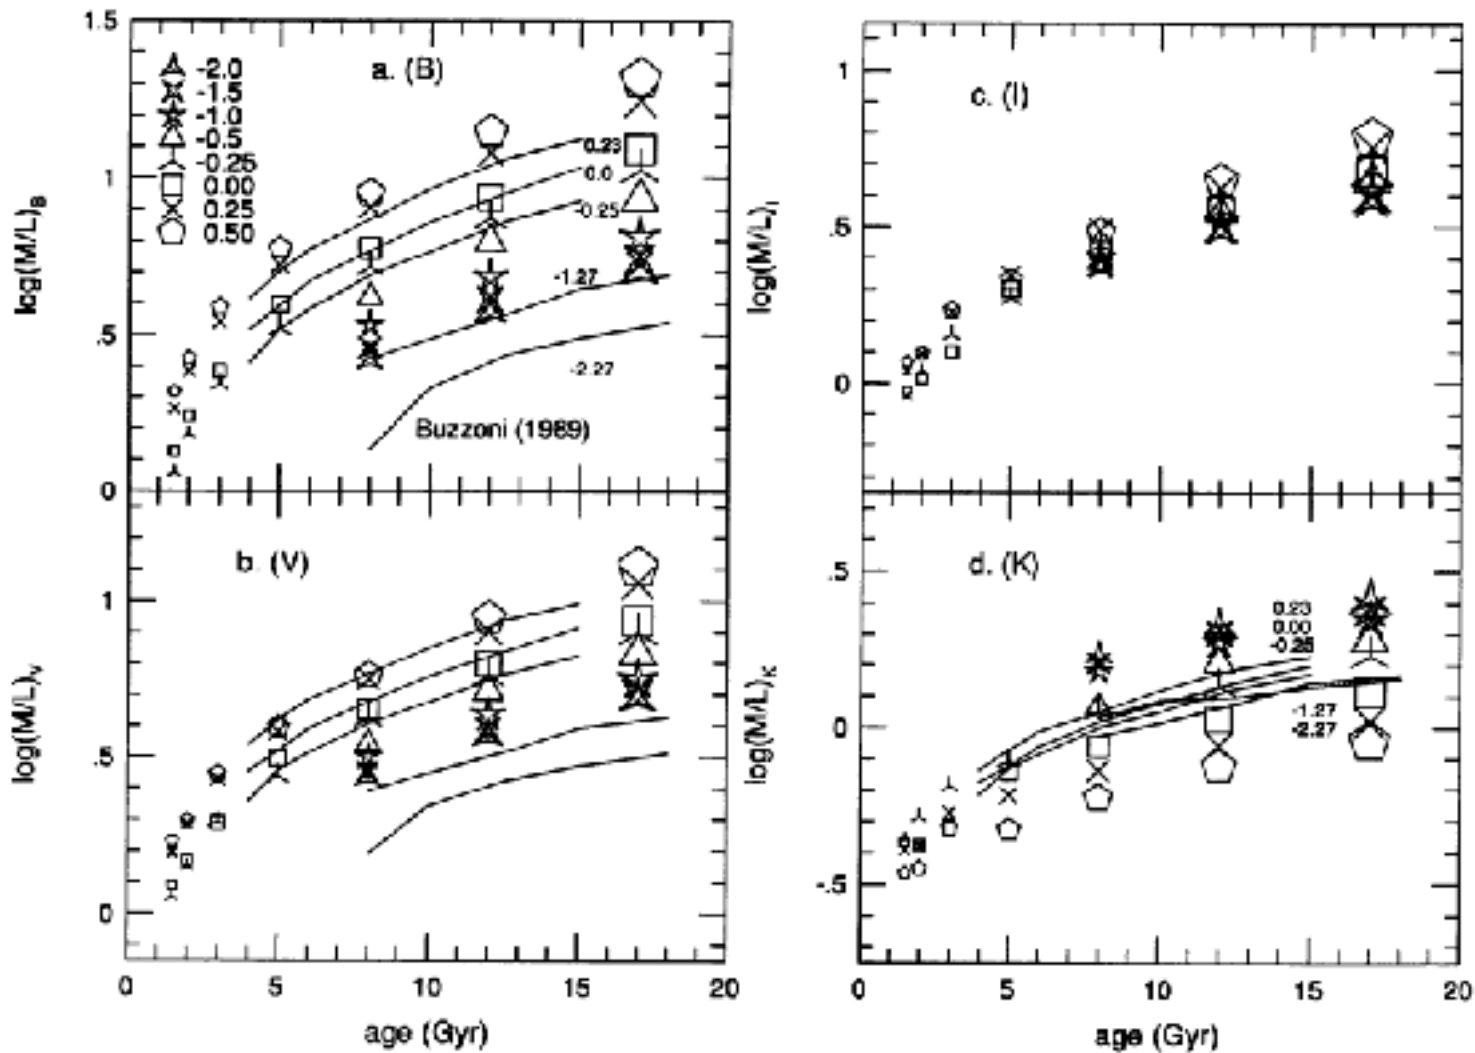 1.5
a. (B)
-2.0
-1.5
-1.0
-0.5
-0.25
0.00
0.25
0.50
0.23
0.0
-0.25
-1.27
-2.27
Buzzoni (1989)
1
.5
0
log(M/L)B
b. (V)
1
.5
0
log(M/L)V
0 5 10 15 20
age (Gyr)
c. (I)
1
.5
0
log(M/L)I
d. (K)
.5
0
-.5
log(M/L)K
0.23
0.00
-0.25
-1.27
-2.27
0 5 10 15 20
age (Gyr)